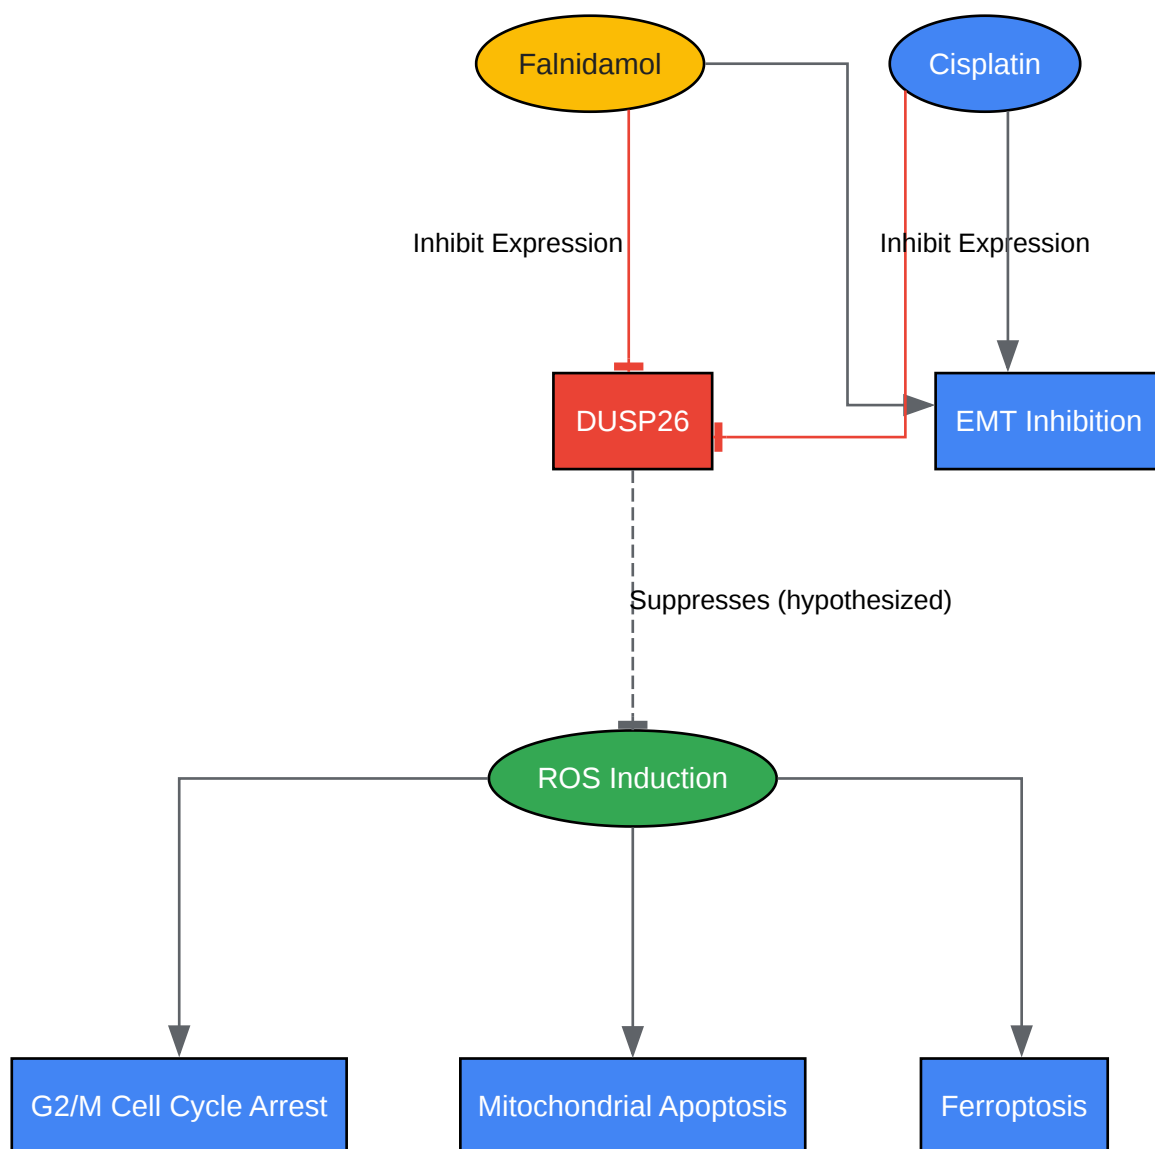 Falnidamol
Cisplatin
Inhibit Expression
Inhibit Expression
DUSP26
EMT Inhibition
Suppresses (hypothesized)
ROS Induction
G2/M Cell Cycle Arrest
Mitochondrial Apoptosis
Ferroptosis